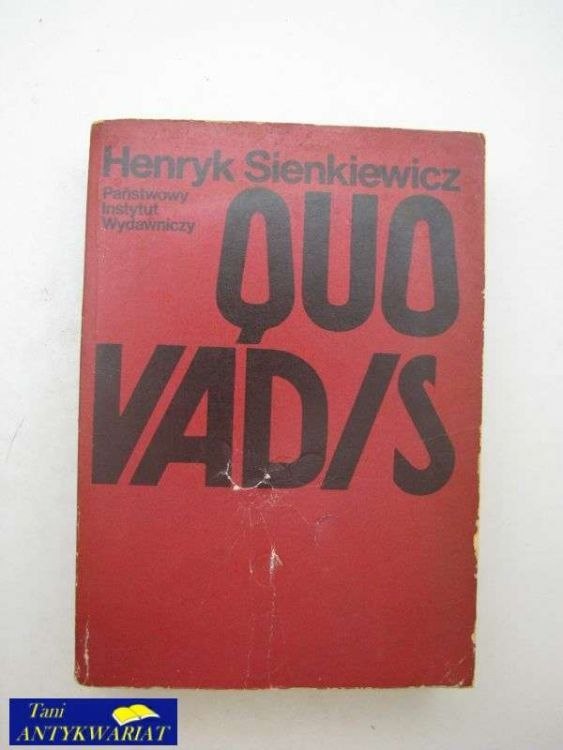 Henryk Sienkiewicz
Państwowy
Instytut
Wydawniczy
QUO
VADIS
Tani
ANTYKWARIAT